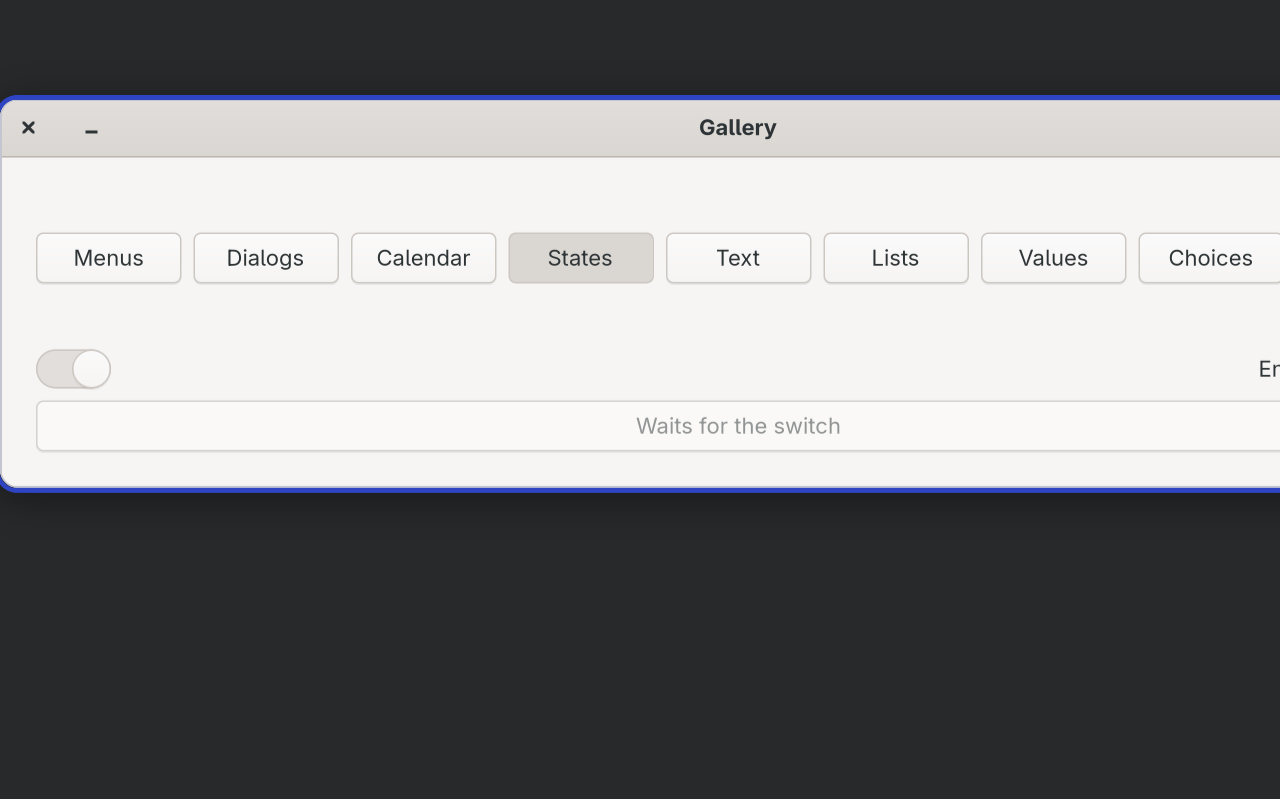 Gallery
Menus Dialogs Calendar States Text Lists Values Choices
Waits for the switch